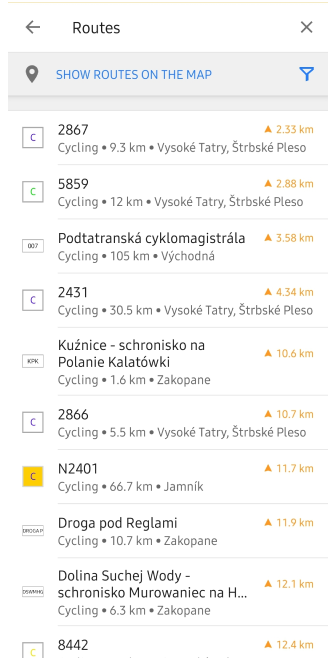 Routes
SHOW ROUTES ON THE MAP
C 2867 2.33 km
Cycling • 9.3 km • Vysoké Tatry, Štrbské Pleso
C 5859 2.88 km
Cycling • 12 km • Vysoké Tatry, Štrbské Pleso
007 Podtatranská cyklomagistrála 3.58 km
Cycling • 105 km • Východná
C 2431 4.34 km
Cycling • 30.5 km • Vysoké Tatry, Štrbské Pleso
Kuźnice - schronisko na
KPK Polanie Kalatówki 10.6 km
Cycling • 1.6 km • Zakopane
C 2866 10.7 km
Cycling • 5.5 km • Vysoké Tatry, Štrbské Pleso
C N2401 11.7 km
Cycling • 66.7 km • Jamník
DROGA P Droga pod Reglami 11.9 km
Cycling • 10.7 km • Zakopane
Dolina Suchej Wody -
DSWMHG schronisko Murowaniec na H... 12.1 km
Cycling • 6.3 km • Zakopane
C 8442 12.4 km